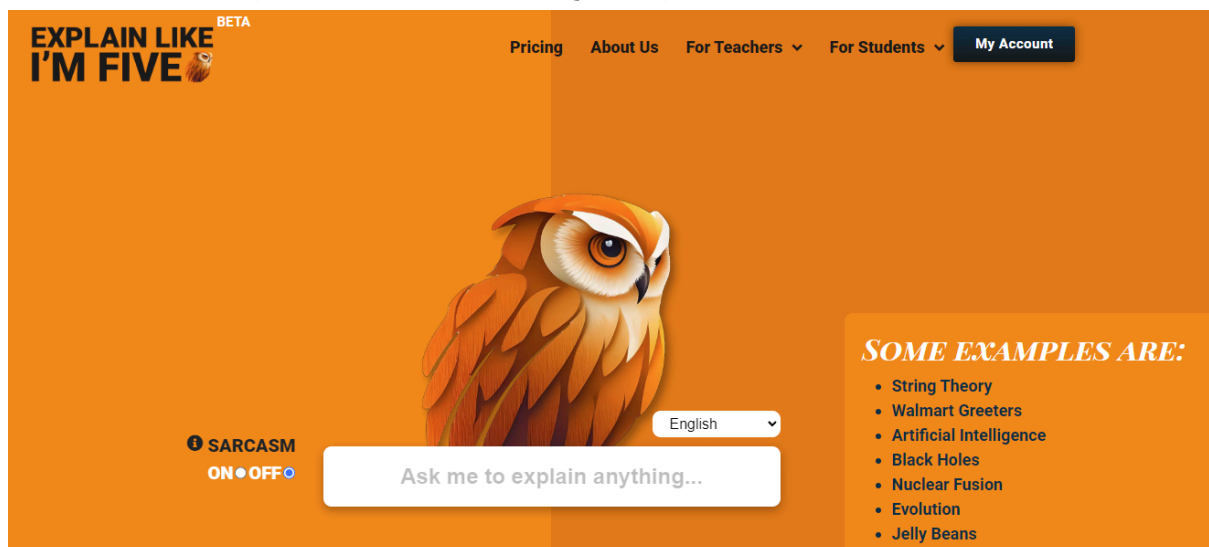 BETA
EXPLAIN LIKE
I'M FIVE
Pricing
About Us
For Teachers
For Students
My Account
SOME EXAMPLES ARE:
• String Theory
• Walmart Greeters
• Artificial Intelligence
• Black Holes
• Nuclear Fusion
• Evolution
• Jelly Beans
English
SARCASM
ON OFF
Ask me to explain anything...